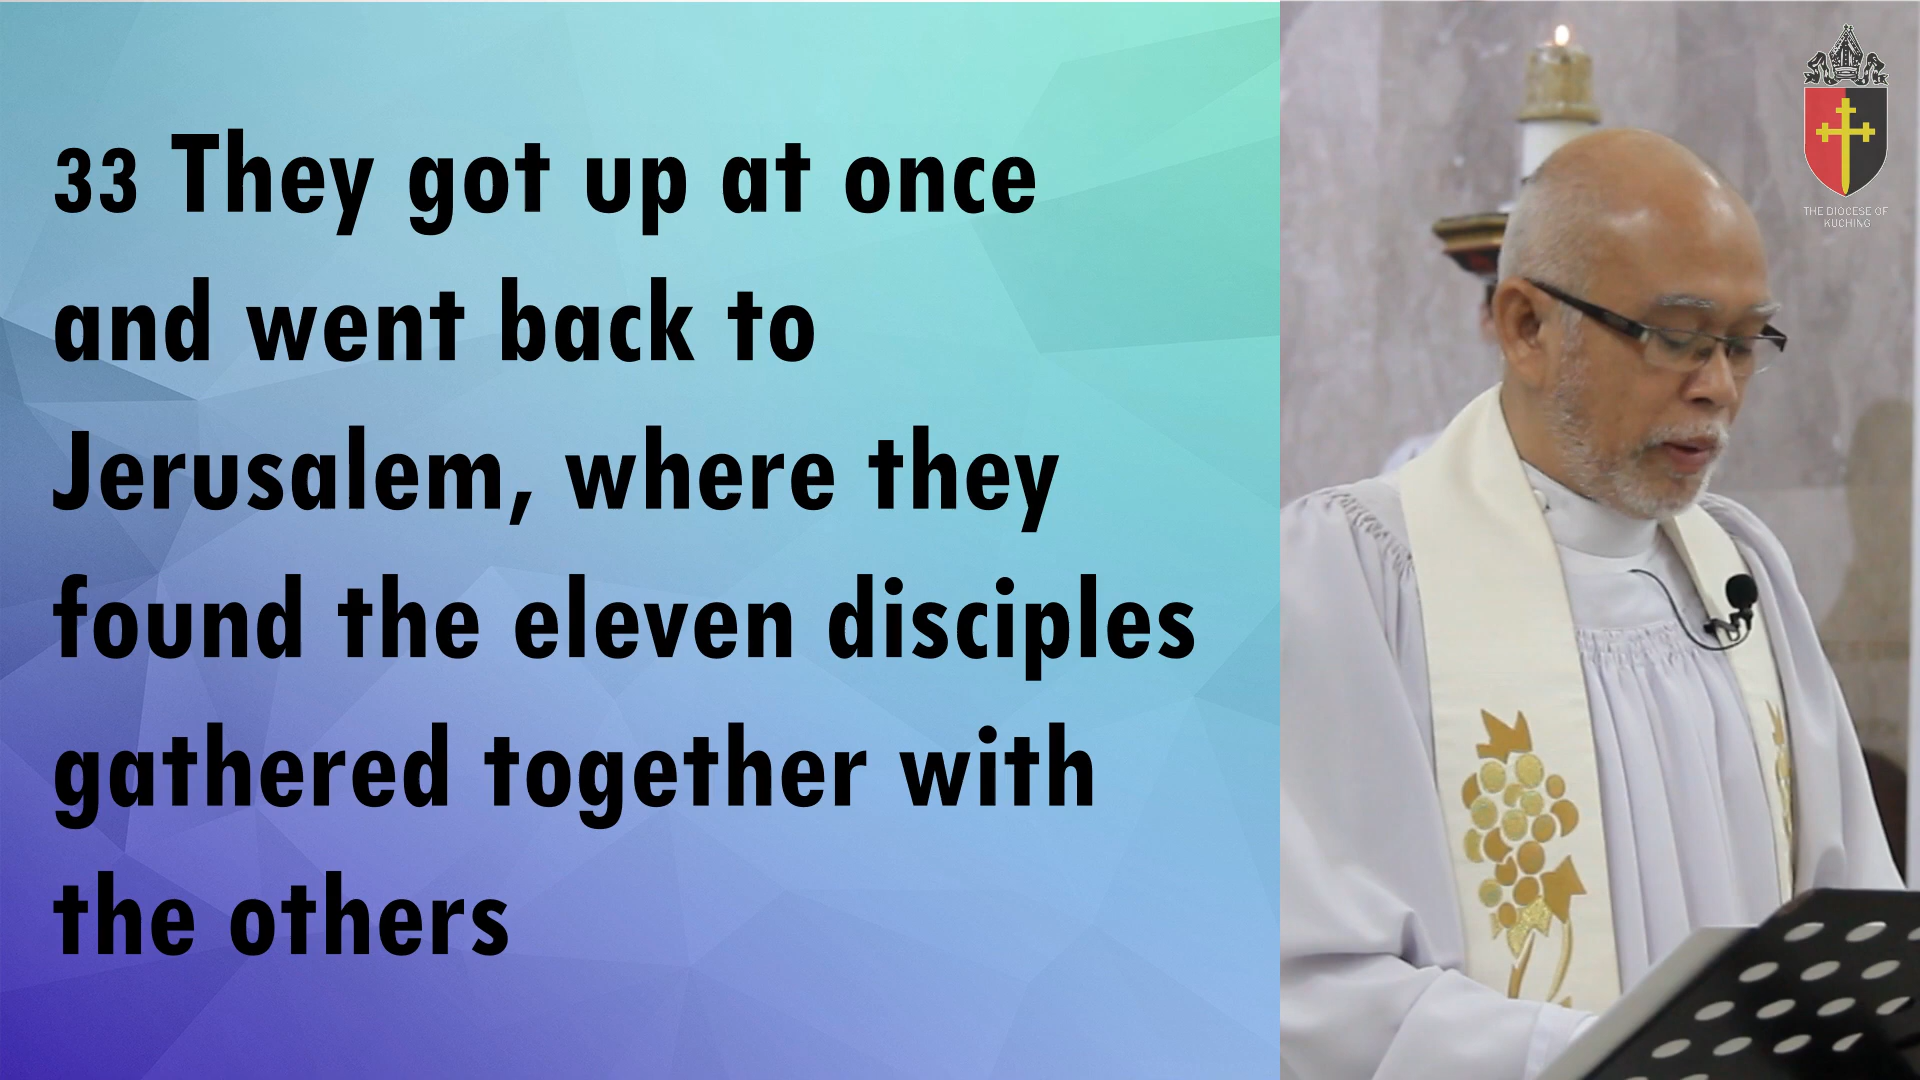 33 They got up at once
and went back to
Jerusalem, where they
found the eleven disciples
gathered together with
the others
THE DIOCESE OF
KUCHING